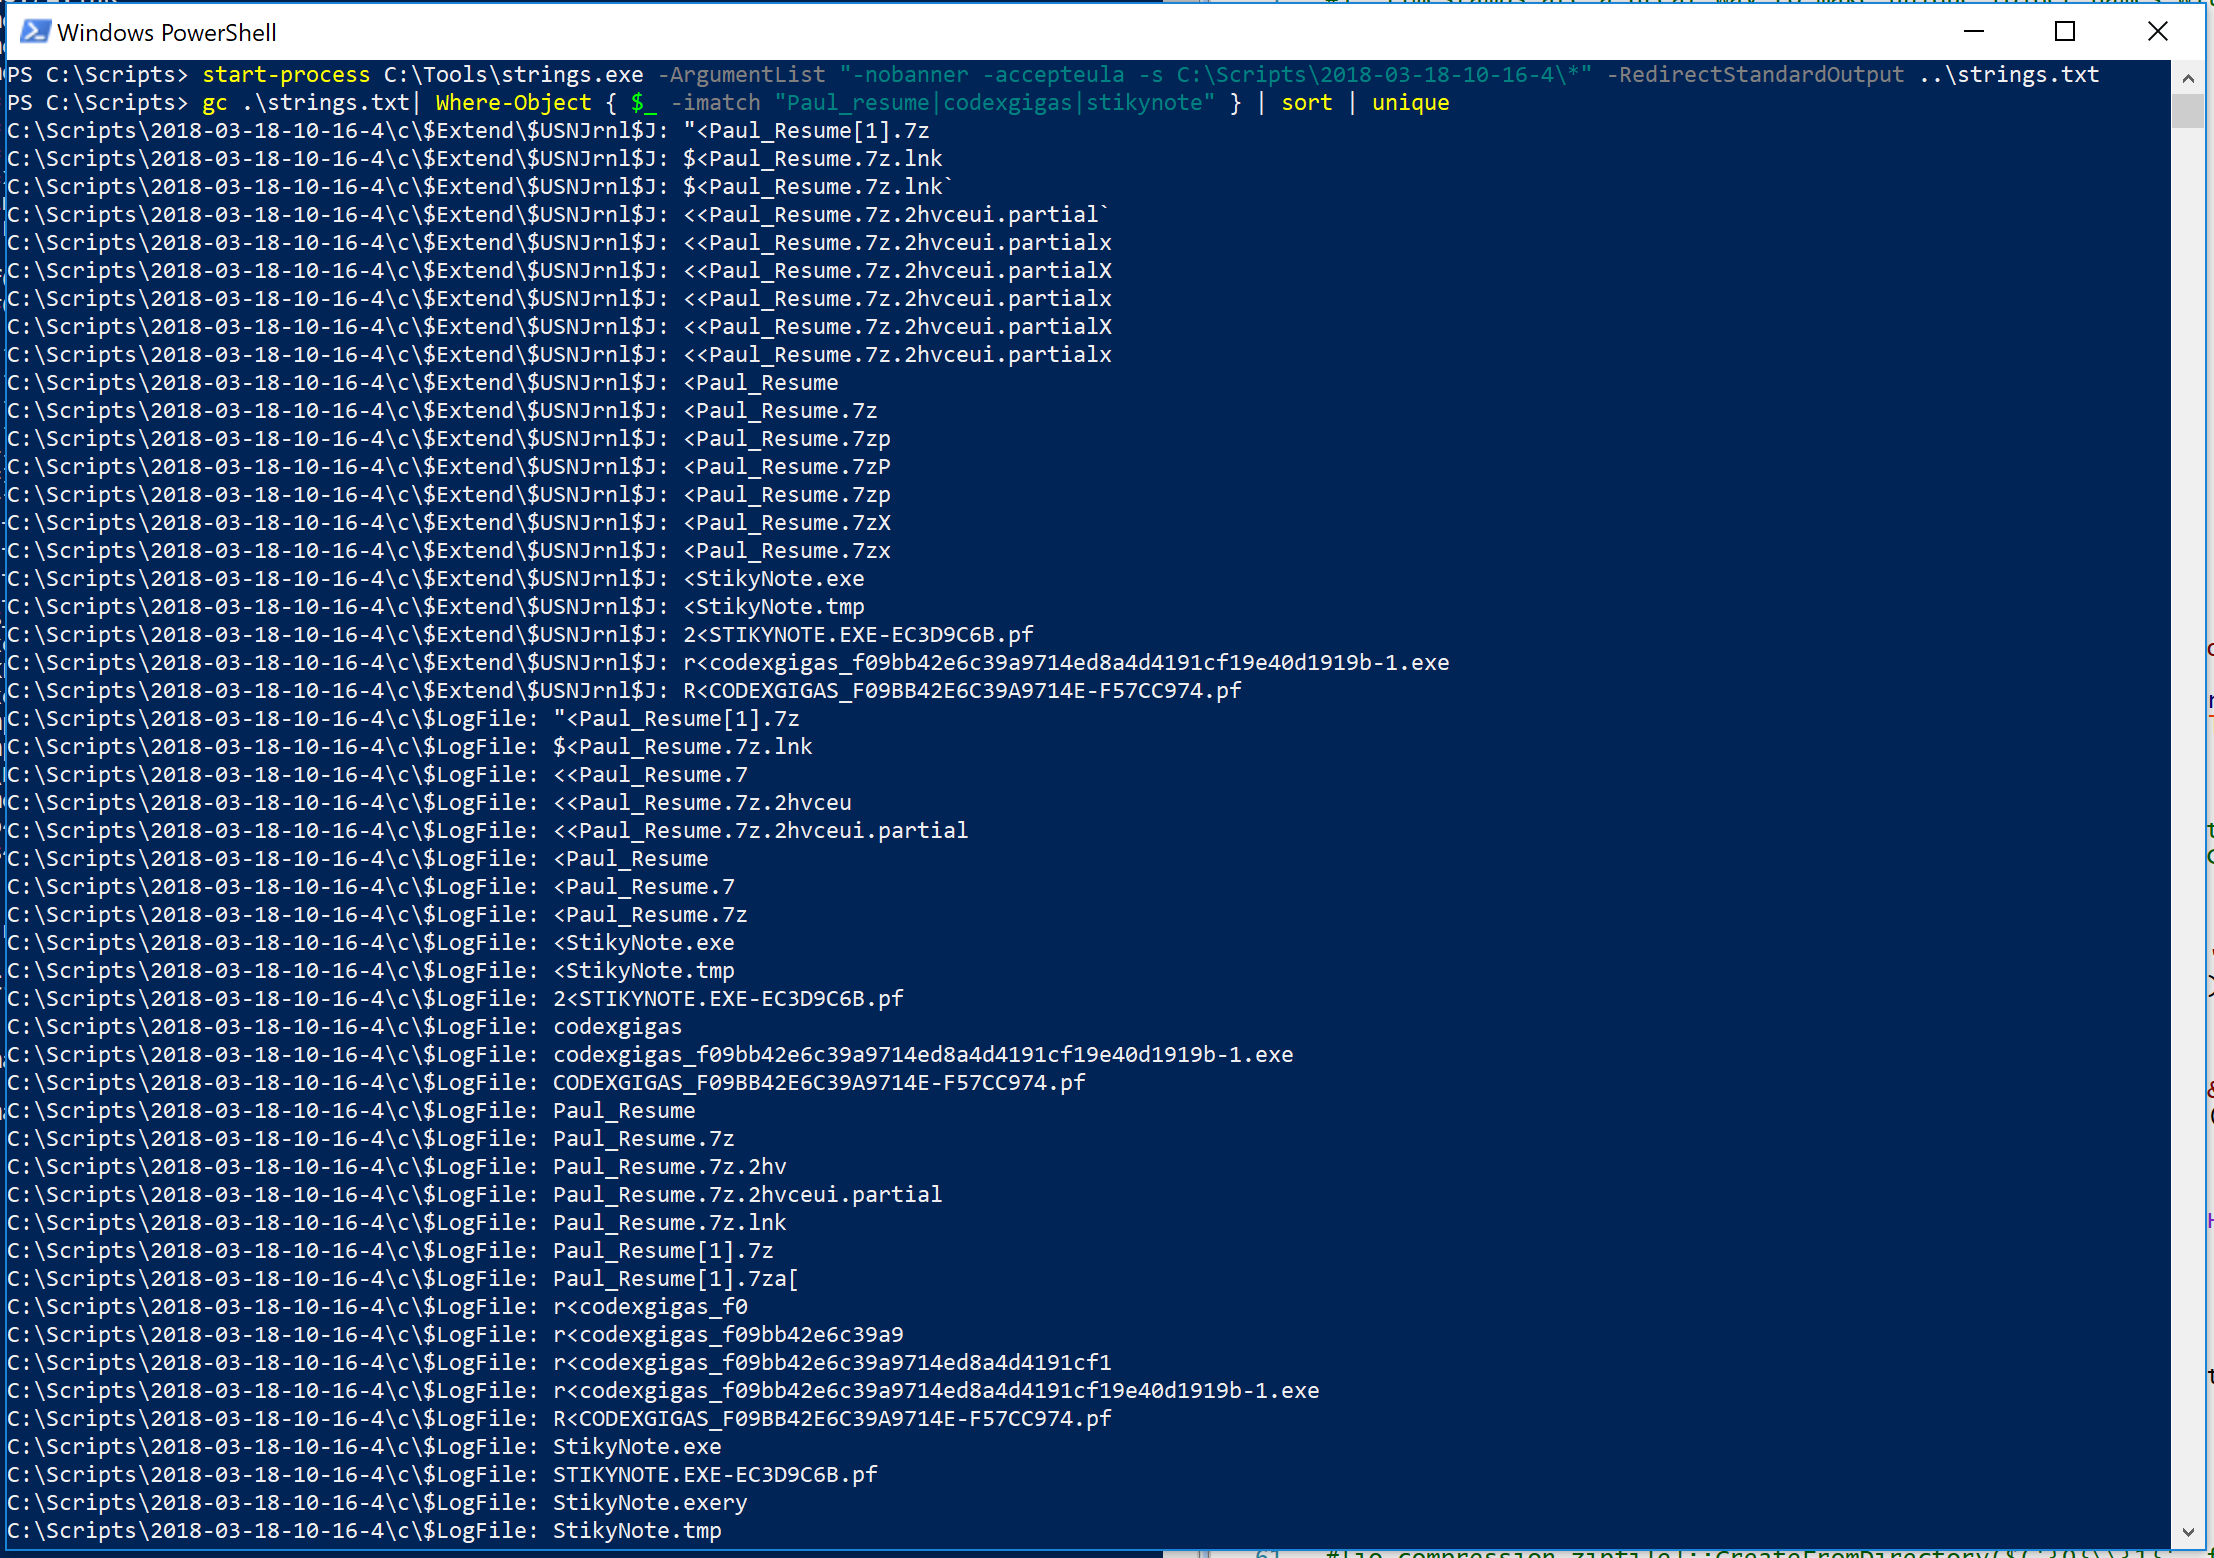 Windows PowerShell
PS C:\Scripts> start-process C:\Tools\strings.exe -ArgumentList "-nobanner -accepteula -s C:\Scripts\2018-03-18-10-16-4\*" -RedirectStandardOutput ..\strings.txt
PS C:\Scripts> gc .\strings.txt| Where-Object { $_ -imatch "Paul_resume|codexgigas|stikynote" } | sort | unique
C:\Scripts\2018-03-18-10-16-4\c\$Extend\$USNJrnl$J: "<Paul_Resume[1].7z
C:\Scripts\2018-03-18-10-16-4\c\$Extend\$USNJrnl$J: $<Paul_Resume.7z.lnk
C:\Scripts\2018-03-18-10-16-4\c\$Extend\$USNJrnl$J: $<Paul_Resume.7z.lnk`
C:\Scripts\2018-03-18-10-16-4\c\$Extend\$USNJrnl$J: <<Paul_Resume.7z.2hvceui.partial`
C:\Scripts\2018-03-18-10-16-4\c\$Extend\$USNJrnl$J: <<Paul_Resume.7z.2hvceui.partialx
C:\Scripts\2018-03-18-10-16-4\c\$Extend\$USNJrnl$J: <<Paul_Resume.7z.2hvceui.partialX
C:\Scripts\2018-03-18-10-16-4\c\$Extend\$USNJrnl$J: <<Paul_Resume.7z.2hvceui.partialx
C:\Scripts\2018-03-18-10-16-4\c\$Extend\$USNJrnl$J: <<Paul_Resume.7z.2hvceui.partialX
C:\Scripts\2018-03-18-10-16-4\c\$Extend\$USNJrnl$J: <<Paul_Resume.7z.2hvceui.partialx
C:\Scripts\2018-03-18-10-16-4\c\$Extend\$USNJrnl$J: <Paul_Resume
C:\Scripts\2018-03-18-10-16-4\c\$Extend\$USNJrnl$J: <Paul_Resume.7z
C:\Scripts\2018-03-18-10-16-4\c\$Extend\$USNJrnl$J: <Paul_Resume.7zp
C:\Scripts\2018-03-18-10-16-4\c\$Extend\$USNJrnl$J: <Paul_Resume.7zP
C:\Scripts\2018-03-18-10-16-4\c\$Extend\$USNJrnl$J: <Paul_Resume.7zp
C:\Scripts\2018-03-18-10-16-4\c\$Extend\$USNJrnl$J: <Paul_Resume.7zX
C:\Scripts\2018-03-18-10-16-4\c\$Extend\$USNJrnl$J: <Paul_Resume.7zx
C:\Scripts\2018-03-18-10-16-4\c\$Extend\$USNJrnl$J: <StikyNote.exe
C:\Scripts\2018-03-18-10-16-4\c\$Extend\$USNJrnl$J: <StikyNote.tmp
C:\Scripts\2018-03-18-10-16-4\c\$Extend\$USNJrnl$J: 2<STIKYNOTE.EXE-EC3D9C6B.pf
C:\Scripts\2018-03-18-10-16-4\c\$Extend\$USNJrnl$J: r<codexgigas_f09bb42e6c39a9714ed8a4d4191cf19e40d1919b-1.exe
C:\Scripts\2018-03-18-10-16-4\c\$Extend\$USNJrnl$J: R<CODEXGIGAS_F09BB42E6C39A9714E-F57CC974.pf
C:\Scripts\2018-03-18-10-16-4\c\$LogFile: "<Paul_Resume[1].7z
C:\Scripts\2018-03-18-10-16-4\c\$LogFile: $<Paul_Resume.7z.lnk
C:\Scripts\2018-03-18-10-16-4\c\$LogFile: <<Paul_Resume.7
C:\Scripts\2018-03-18-10-16-4\c\$LogFile: <<Paul_Resume.7z.2hvceu
C:\Scripts\2018-03-18-10-16-4\c\$LogFile: <<Paul_Resume.7z.2hvceui.partial
C:\Scripts\2018-03-18-10-16-4\c\$LogFile: <Paul_Resume
C:\Scripts\2018-03-18-10-16-4\c\$LogFile: <Paul_Resume.7
C:\Scripts\2018-03-18-10-16-4\c\$LogFile: <Paul_Resume.7z
C:\Scripts\2018-03-18-10-16-4\c\$LogFile: <StikyNote.exe
C:\Scripts\2018-03-18-10-16-4\c\$LogFile: <StikyNote.tmp
C:\Scripts\2018-03-18-10-16-4\c\$LogFile: 2<STIKYNOTE.EXE-EC3D9C6B.pf
C:\Scripts\2018-03-18-10-16-4\c\$LogFile: codexgigas
C:\Scripts\2018-03-18-10-16-4\c\$LogFile: codexgigas_f09bb42e6c39a9714ed8a4d4191cf19e40d1919b-1.exe
C:\Scripts\2018-03-18-10-16-4\c\$LogFile: CODEXGIGAS_F09BB42E6C39A9714E-F57CC974.pf
C:\Scripts\2018-03-18-10-16-4\c\$LogFile: Paul_Resume
C:\Scripts\2018-03-18-10-16-4\c\$LogFile: Paul_Resume.7z
C:\Scripts\2018-03-18-10-16-4\c\$LogFile: Paul_Resume.7z.2hv
C:\Scripts\2018-03-18-10-16-4\c\$LogFile: Paul_Resume.7z.2hvceui.partial
C:\Scripts\2018-03-18-10-16-4\c\$LogFile: Paul_Resume.7z.lnk
C:\Scripts\2018-03-18-10-16-4\c\$LogFile: Paul_Resume[1].7z
C:\Scripts\2018-03-18-10-16-4\c\$LogFile: Paul_Resume[1].7za[
C:\Scripts\2018-03-18-10-16-4\c\$LogFile: r<codexgigas_f0
C:\Scripts\2018-03-18-10-16-4\c\$LogFile: r<codexgigas_f09bb42e6c39a9
C:\Scripts\2018-03-18-10-16-4\c\$LogFile: r<codexgigas_f09bb42e6c39a9714ed8a4d4191cf1
C:\Scripts\2018-03-18-10-16-4\c\$LogFile: r<codexgigas_f09bb42e6c39a9714ed8a4d4191cf19e40d1919b-1.exe
C:\Scripts\2018-03-18-10-16-4\c\$LogFile: R<CODEXGIGAS_F09BB42E6C39A9714E-F57CC974.pf
C:\Scripts\2018-03-18-10-16-4\c\$LogFile: StikyNote.exe
C:\Scripts\2018-03-18-10-16-4\c\$LogFile: STIKYNOTE.EXE-EC3D9C6B.pf
C:\Scripts\2018-03-18-10-16-4\c\$LogFile: StikyNote.exery
C:\Scripts\2018-03-18-10-16-4\c\$LogFile: StikyNote.tmp